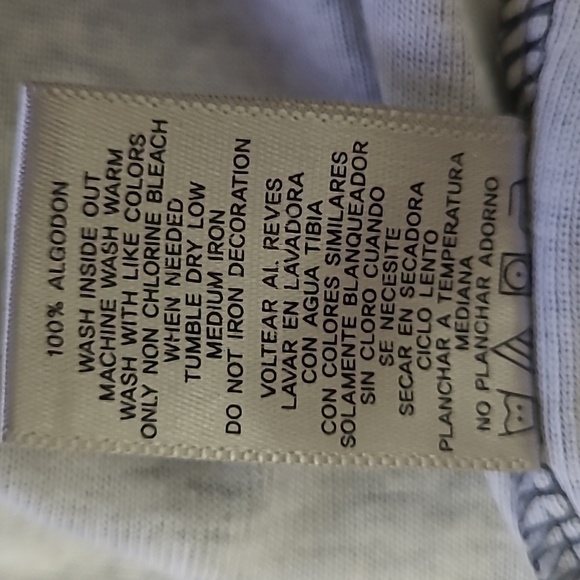 100% ALGODON
WASH INSIDE OUT
MACHINE WASH WARM
WASH WITH LIKE COLORS
ONLY NON CHLORINE BLEACH
WHEN NEEDED
TUMBLE DRY LOW
MEDIUM IRON
DO NOT IRON DECORATION
VOLTEAR AL REVES
LAVAR EN LAVADORA
CON AGUA TIBIA
CON COLORES SIMILARES
SOLAMENTE BLANQUEADOR
SIN CLORO CUANDO
SE NECESITE
SECAR EN SECADORA
CICLO LENTO
PLANCHAR A TEMPERATURA
MEDIANA
NO PLANCHAR ADORNO